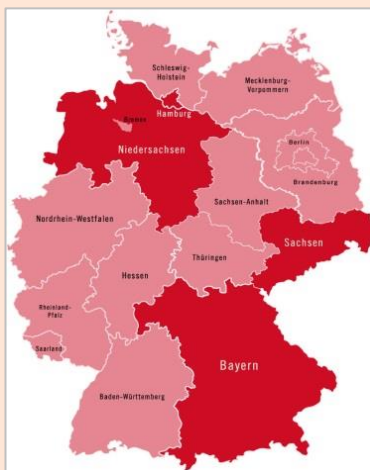 Schleswig-
Holstein
Mecklenburg-
Vorpommern
Hamburg
Bremen
Niedersachsen
Berlin
Brandenburg
Sachsen-Anhalt
Nordrhein-Westfalen
Sachsen
Thüringen
Hessen
Rheinland-
Pfalz
Saarland
Bayern
Baden-Württemberg